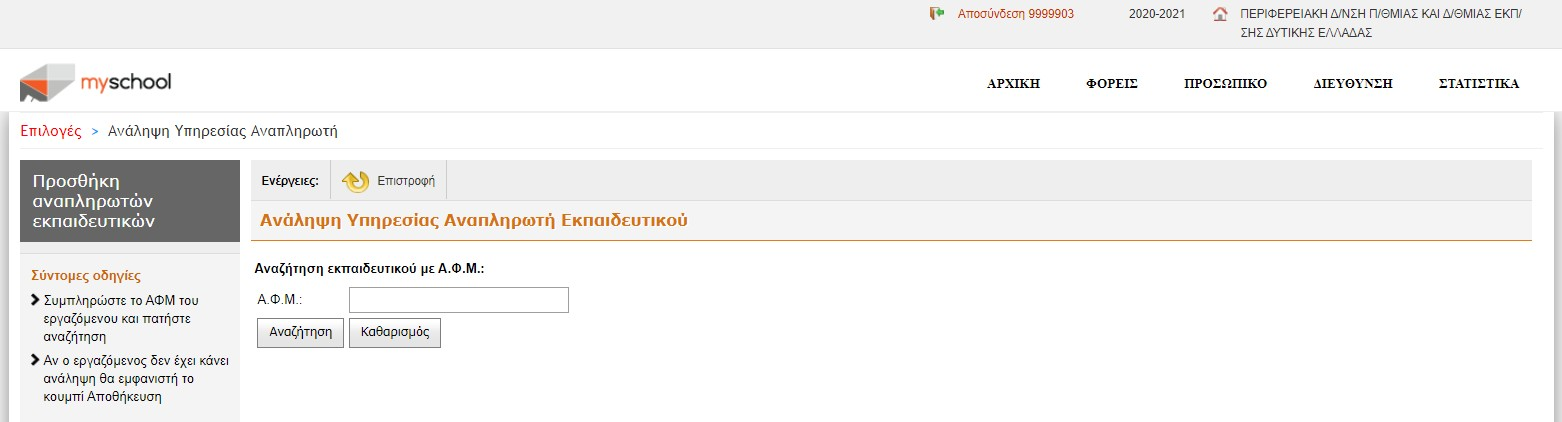 Αποσύνδεση 9999903
2020-2021
ΠΕΡΙΦΕΡΕΙΑΚΗ Δ/ΝΣΗ Π/ΘΜΙΑΣ ΚΑΙ Δ/ΘΜΙΑΣ ΕΚΠ/
ΣΗΣ ΔΥΤΙΚΗΣ ΕΛΛΑΔΑΣ
myschool
ΑΡΧΙΚΗ ΦΟΡΕΙΣ ΠΡΟΣΩΠΙΚΟ ΔΙΕΥΘΥΝΣΗ ΣΤΑΤΙΣΤΙΚΑ
Επιλογές > Ανάληψη Υπηρεσίας Αναπληρωτή
Προσθήκη
αναπληρωτών
εκπαιδευτικών
Σύντομες οδηγίες
Συμπληρώστε το ΑΦΜ του
εργαζόμενου και πατήστε
αναζήτηση
Αν ο εργαζόμενος δεν έχει κάνει
ανάληψη θα εμφανιστή το
κουμπί Αποθήκευση
Ενέργειες: Επιστροφή
Ανάληψη Υπηρεσίας Αναπληρωτή Εκπαιδευτικού
Αναζήτηση εκπαιδευτικού με Α.Φ.Μ.:
Α.Φ.Μ.:
Αναζήτηση Καθαρισμός